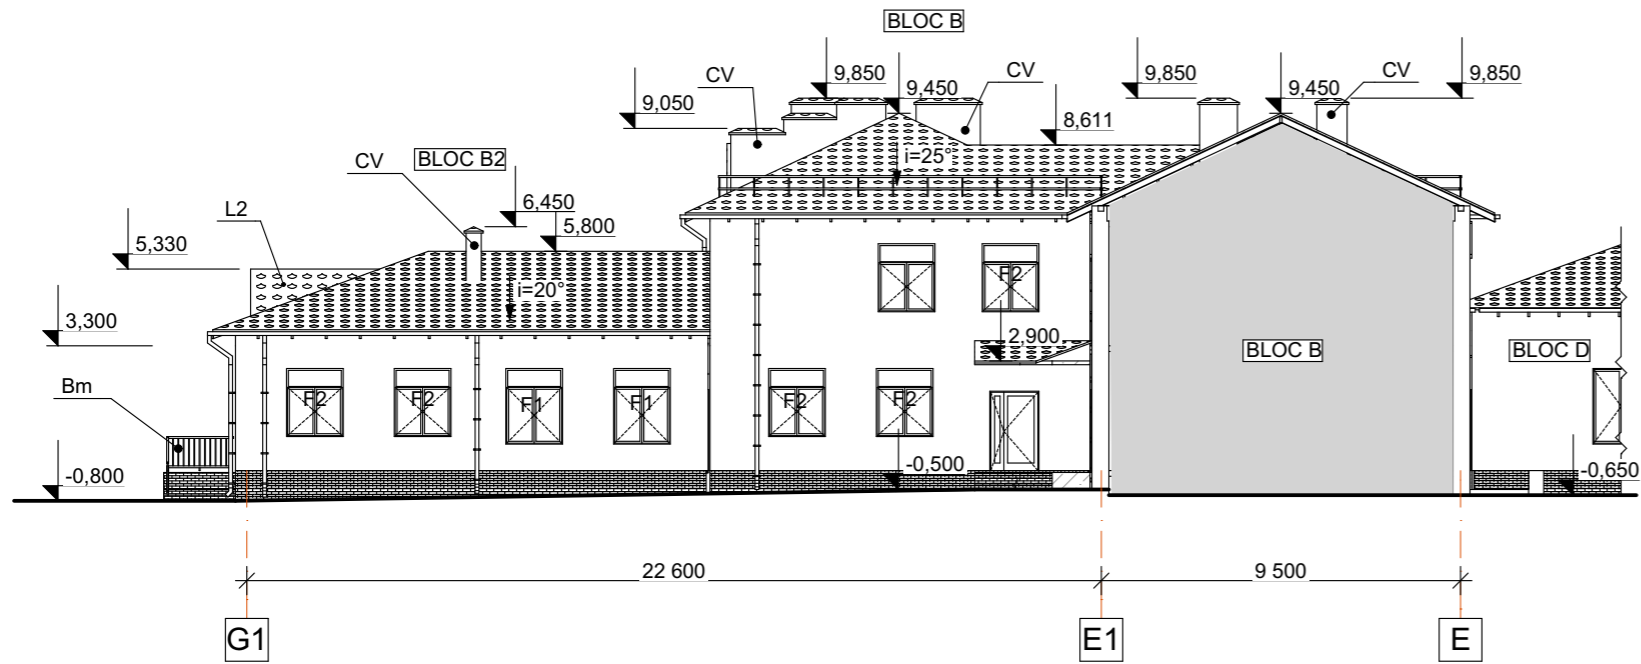 BLOC B
CV
9,850
9,450
CV
9,850
9,450
CV
9,850
9,050
8,611
CV
BLOC B2
i=25°
L2
6,450
5,800
5,330
i=20°
F2
3,300
2,900
BLOC B
BLOC D
Bm
F2
F2
F1
F1
F2
F2
-0,800
-0,500
-0,650
22 600
9 500
G1
E1
E